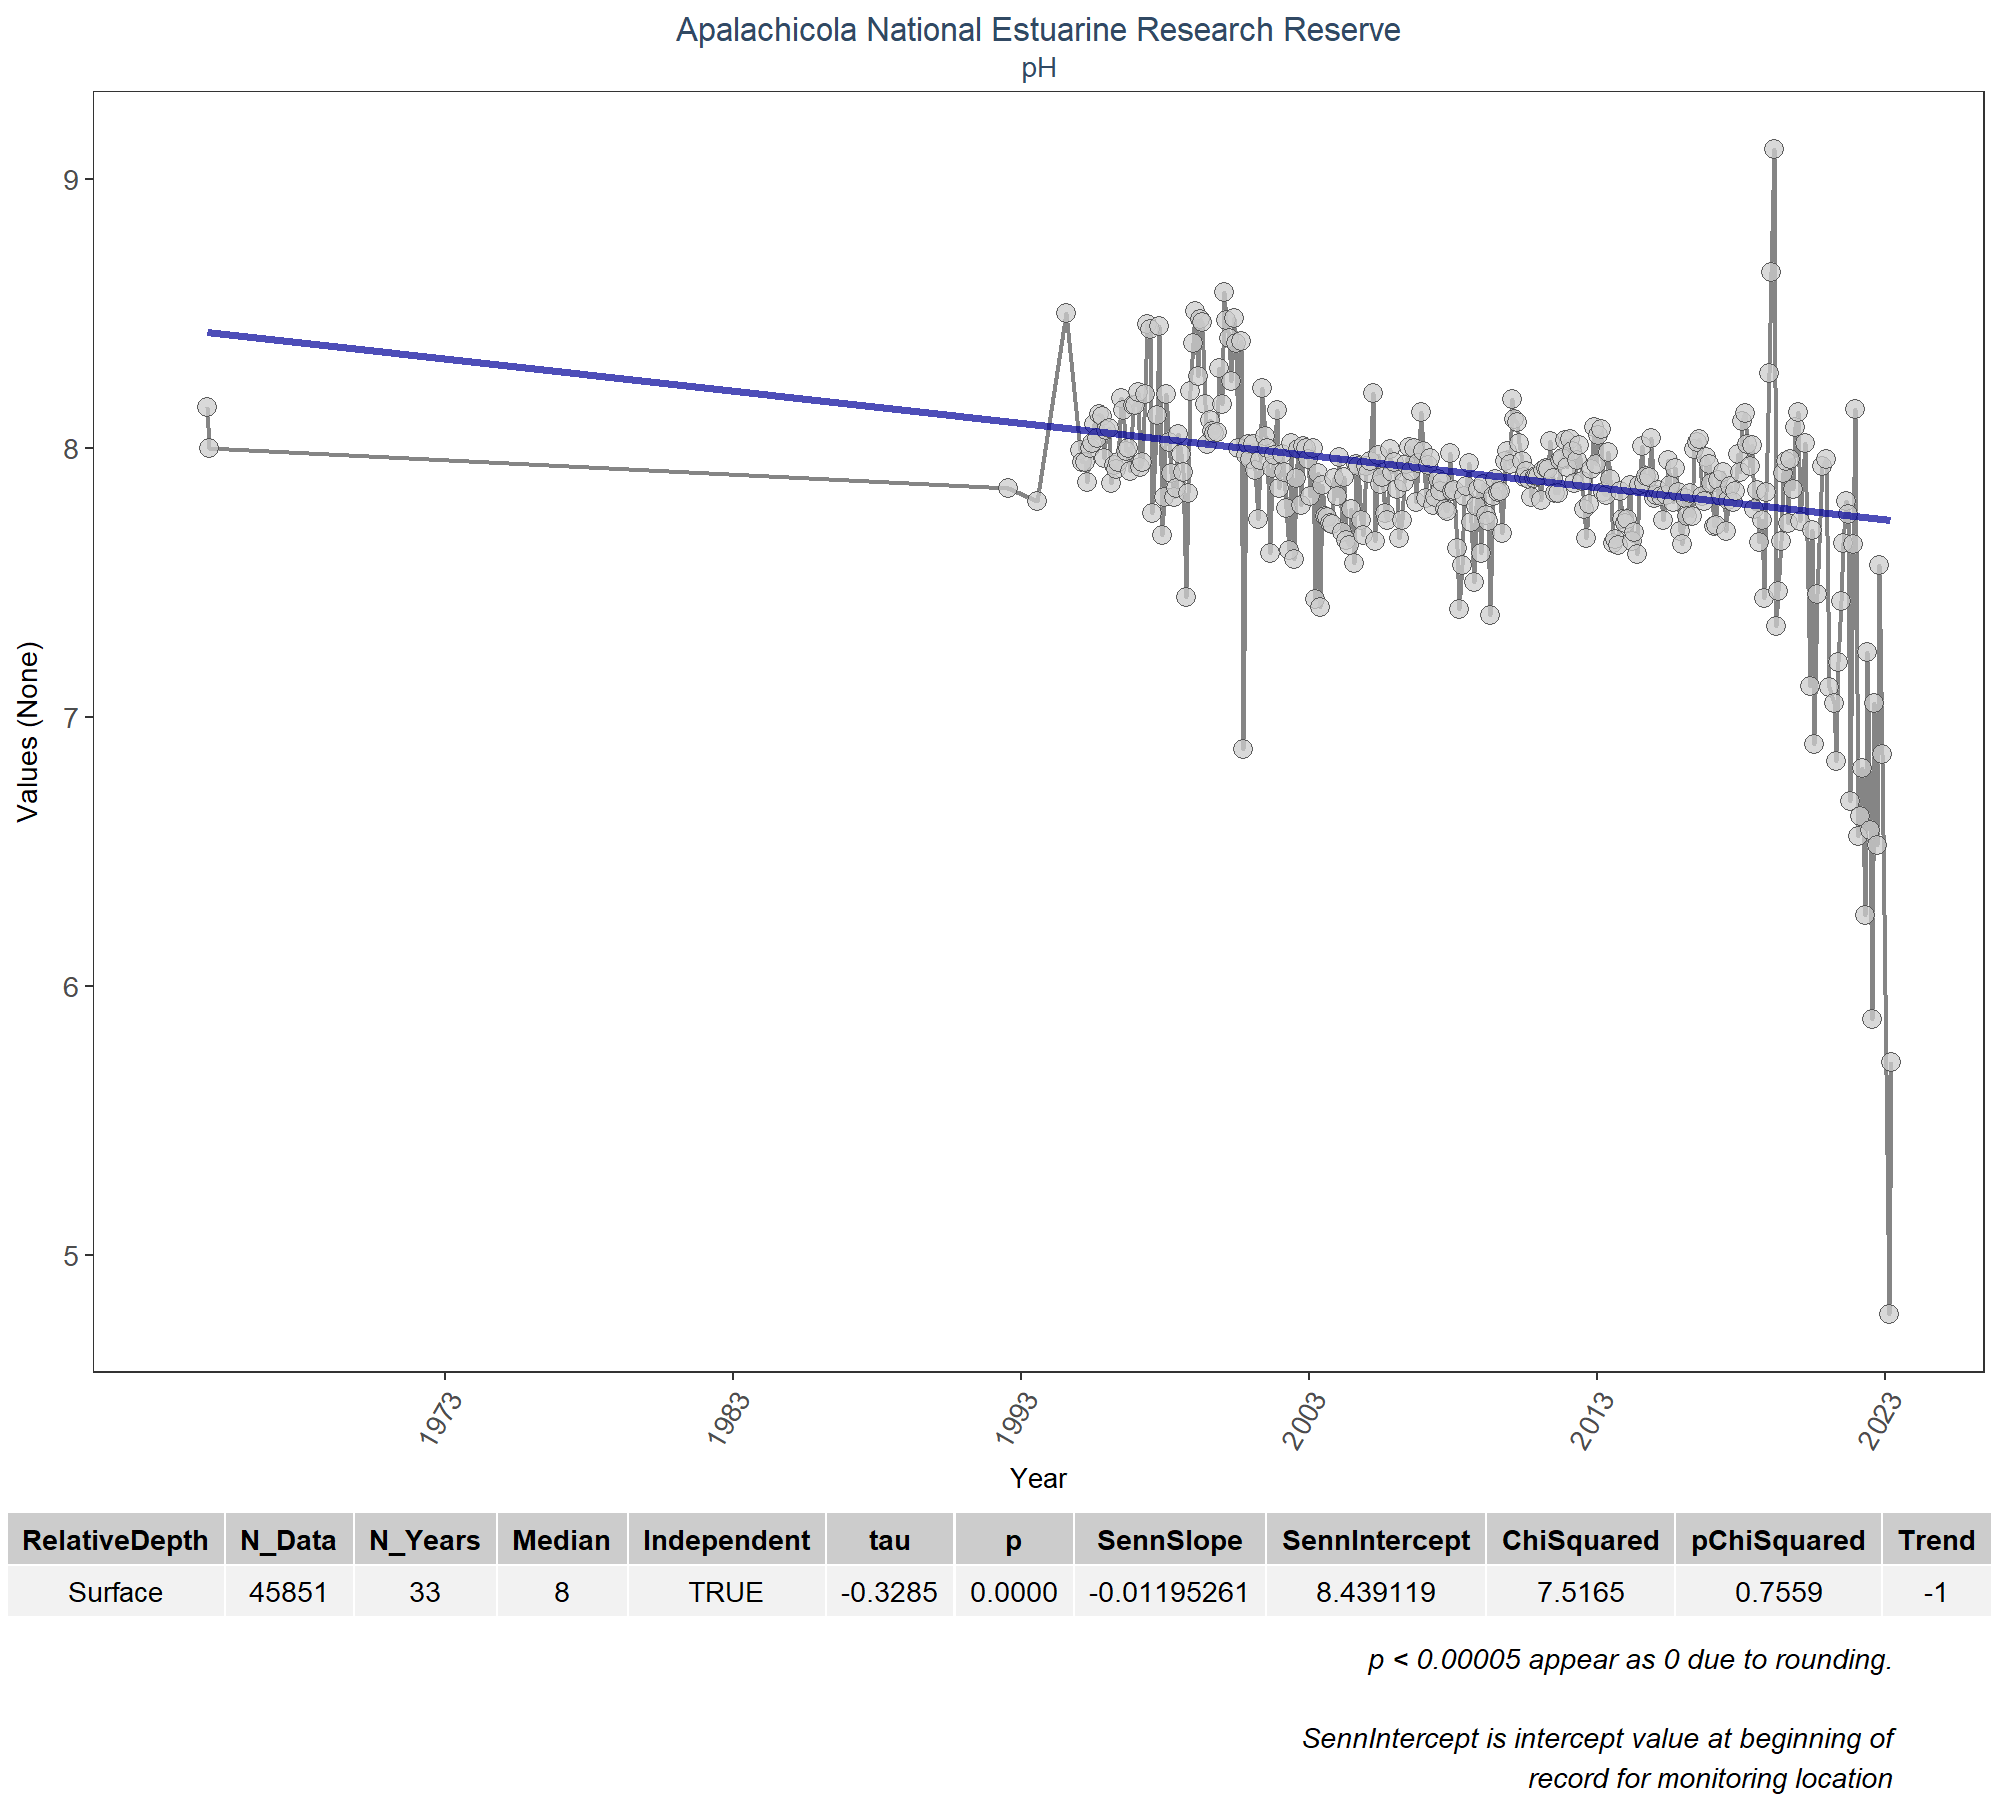 Apalachicola National Estuarine Research Reserve
pH
9
8
7
6
5
Values (None)
1973 1983 1993 2003 2013 2023
Year
RelativeDepth N_Data N_Years Median Independent tau p SennSlope SennIntercept ChiSquared pChiSquared Trend
Surface 45851 33 8 TRUE -0.3285 0.0000 -0.01195261 8.439119 7.5165 0.7559 -1
p < 0.00005 appear as 0 due to rounding.
SennIntercept is intercept value at beginning of
record for monitoring location